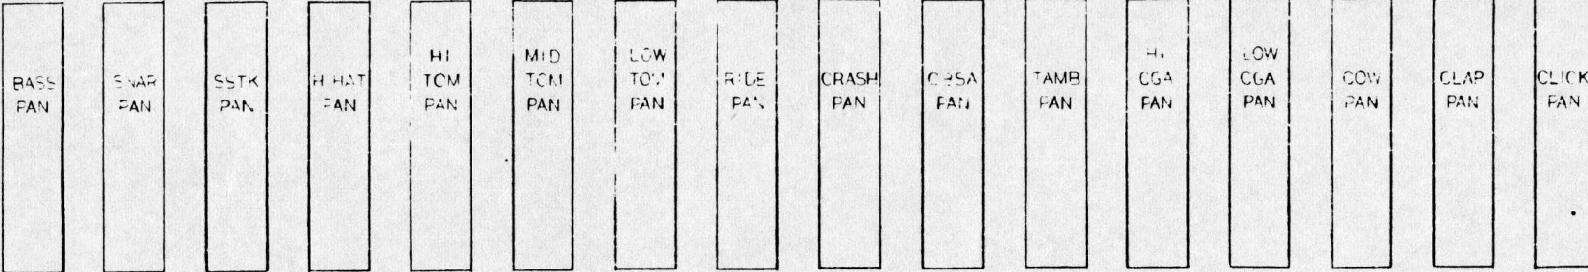 BASS
PAN
SNAR
PAN
SSTK
PAN
HIHAT
PAN
HI
TOM
PAN
MID
TOM
PAN
LOW
TOM
PAN
RIDE
PAN
CRASH
PAN
CBSA
PAN
TAMB
PAN
HI
CGA
PAN
LOW
CGA
PAN
COW
PAN
CLAP
PAN
CLICK
PAN